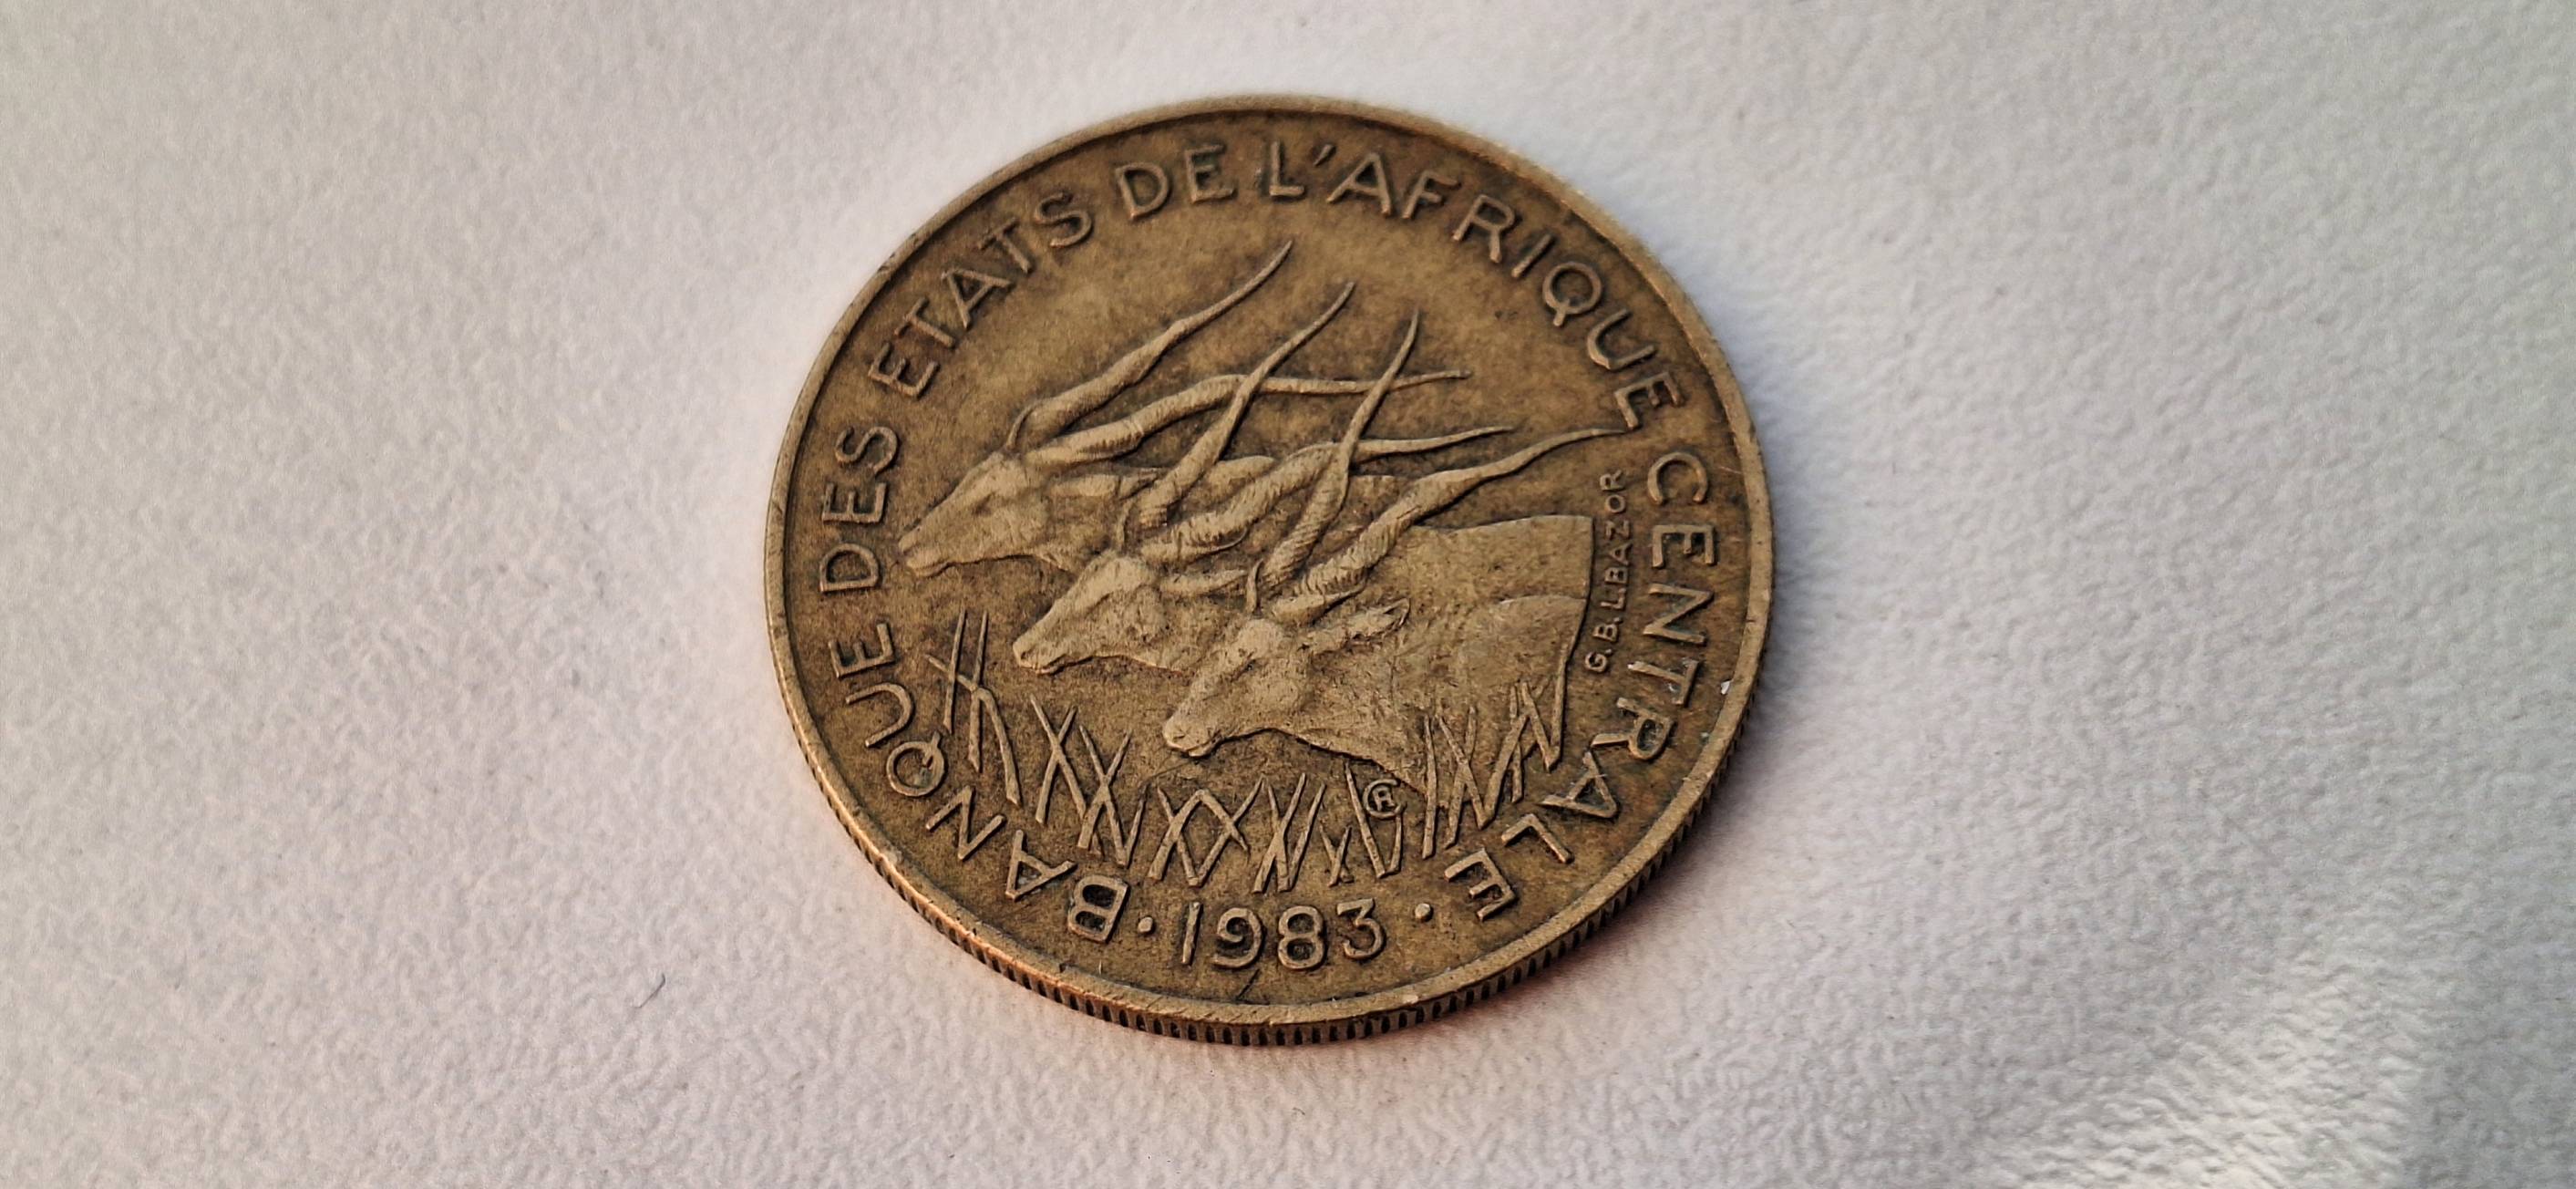 BANQUE DES ETATS DE L'AFRIQUE CENTRALE
G.B.L.BAZOR
· 1983 ·